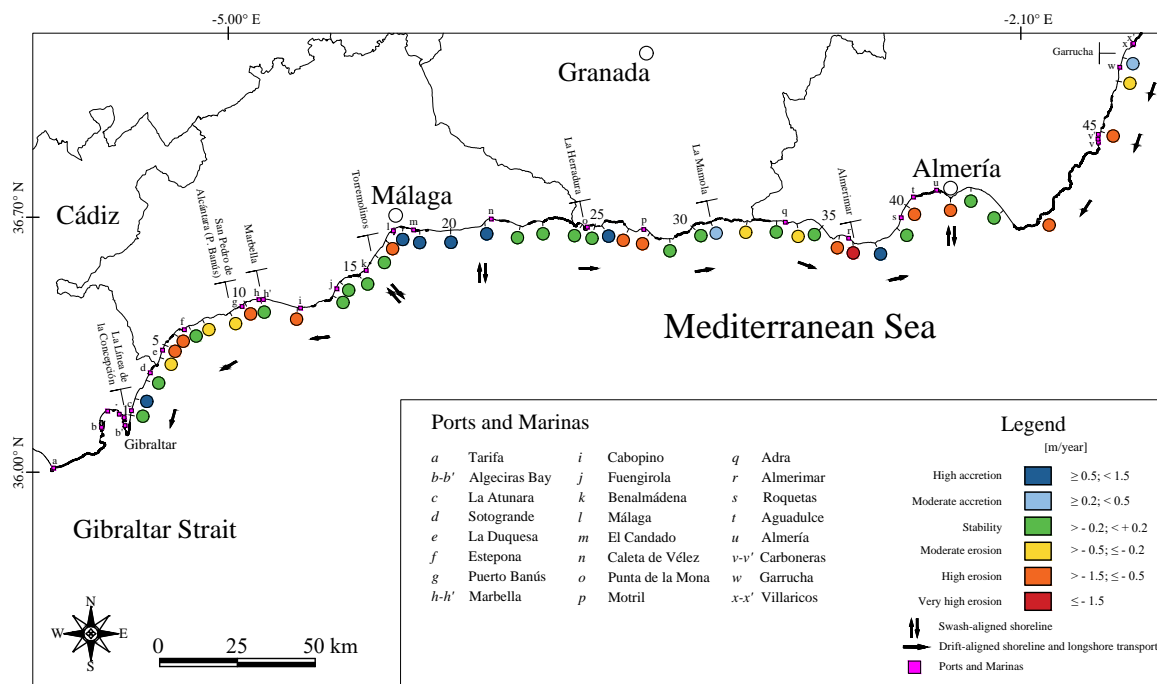 -5.00° E
-2.10° E
36.70° N
36.00° N
Granada
Garrucha
Cádiz
Málaga
Almería
Alcántara (P. Banús)
San Pedro de
Marbella
Torremolinos
La Herradura
La Mamola
Almerimar
La Línea de
la Concepción
Gibraltar
5
10
15
20
25
30
35
40
45
a
b
b'
c
d
e
f
g
h h'
i
j
k
l
m
n
o
p
q
r
s
t
u
v'
v
w
x'
x
Mediterranean Sea
Gibraltar Strait
N
W E
S
0 25 50 km
Ports and Marinas
a Tarifa
b-b' Algeciras Bay
c La Atunara
d Sotogrande
e La Duquesa
f Estepona
g Puerto Banús
h-h' Marbella
i Cabopino
j Fuengirola
k Benalmádena
l Málaga
m El Candado
n Caleta de Vélez
o Punta de la Mona
p Motril
q Adra
r Almerimar
s Roquetas
t Aguadulce
u Almería
v-v' Carboneras
w Garrucha
x-x' Villaricos
Legend
[m/year]
High accretion ≥ 0.5; < 1.5
Moderate accretion ≥ 0.2; < 0.5
Stability > - 0.2; < + 0.2
Moderate erosion > - 0.5; ≤ - 0.2
High erosion > - 1.5; ≤ - 0.5
Very high erosion ≤ - 1.5
Swash-aligned shoreline
Drift-aligned shoreline and longshore transport
Ports and Marinas